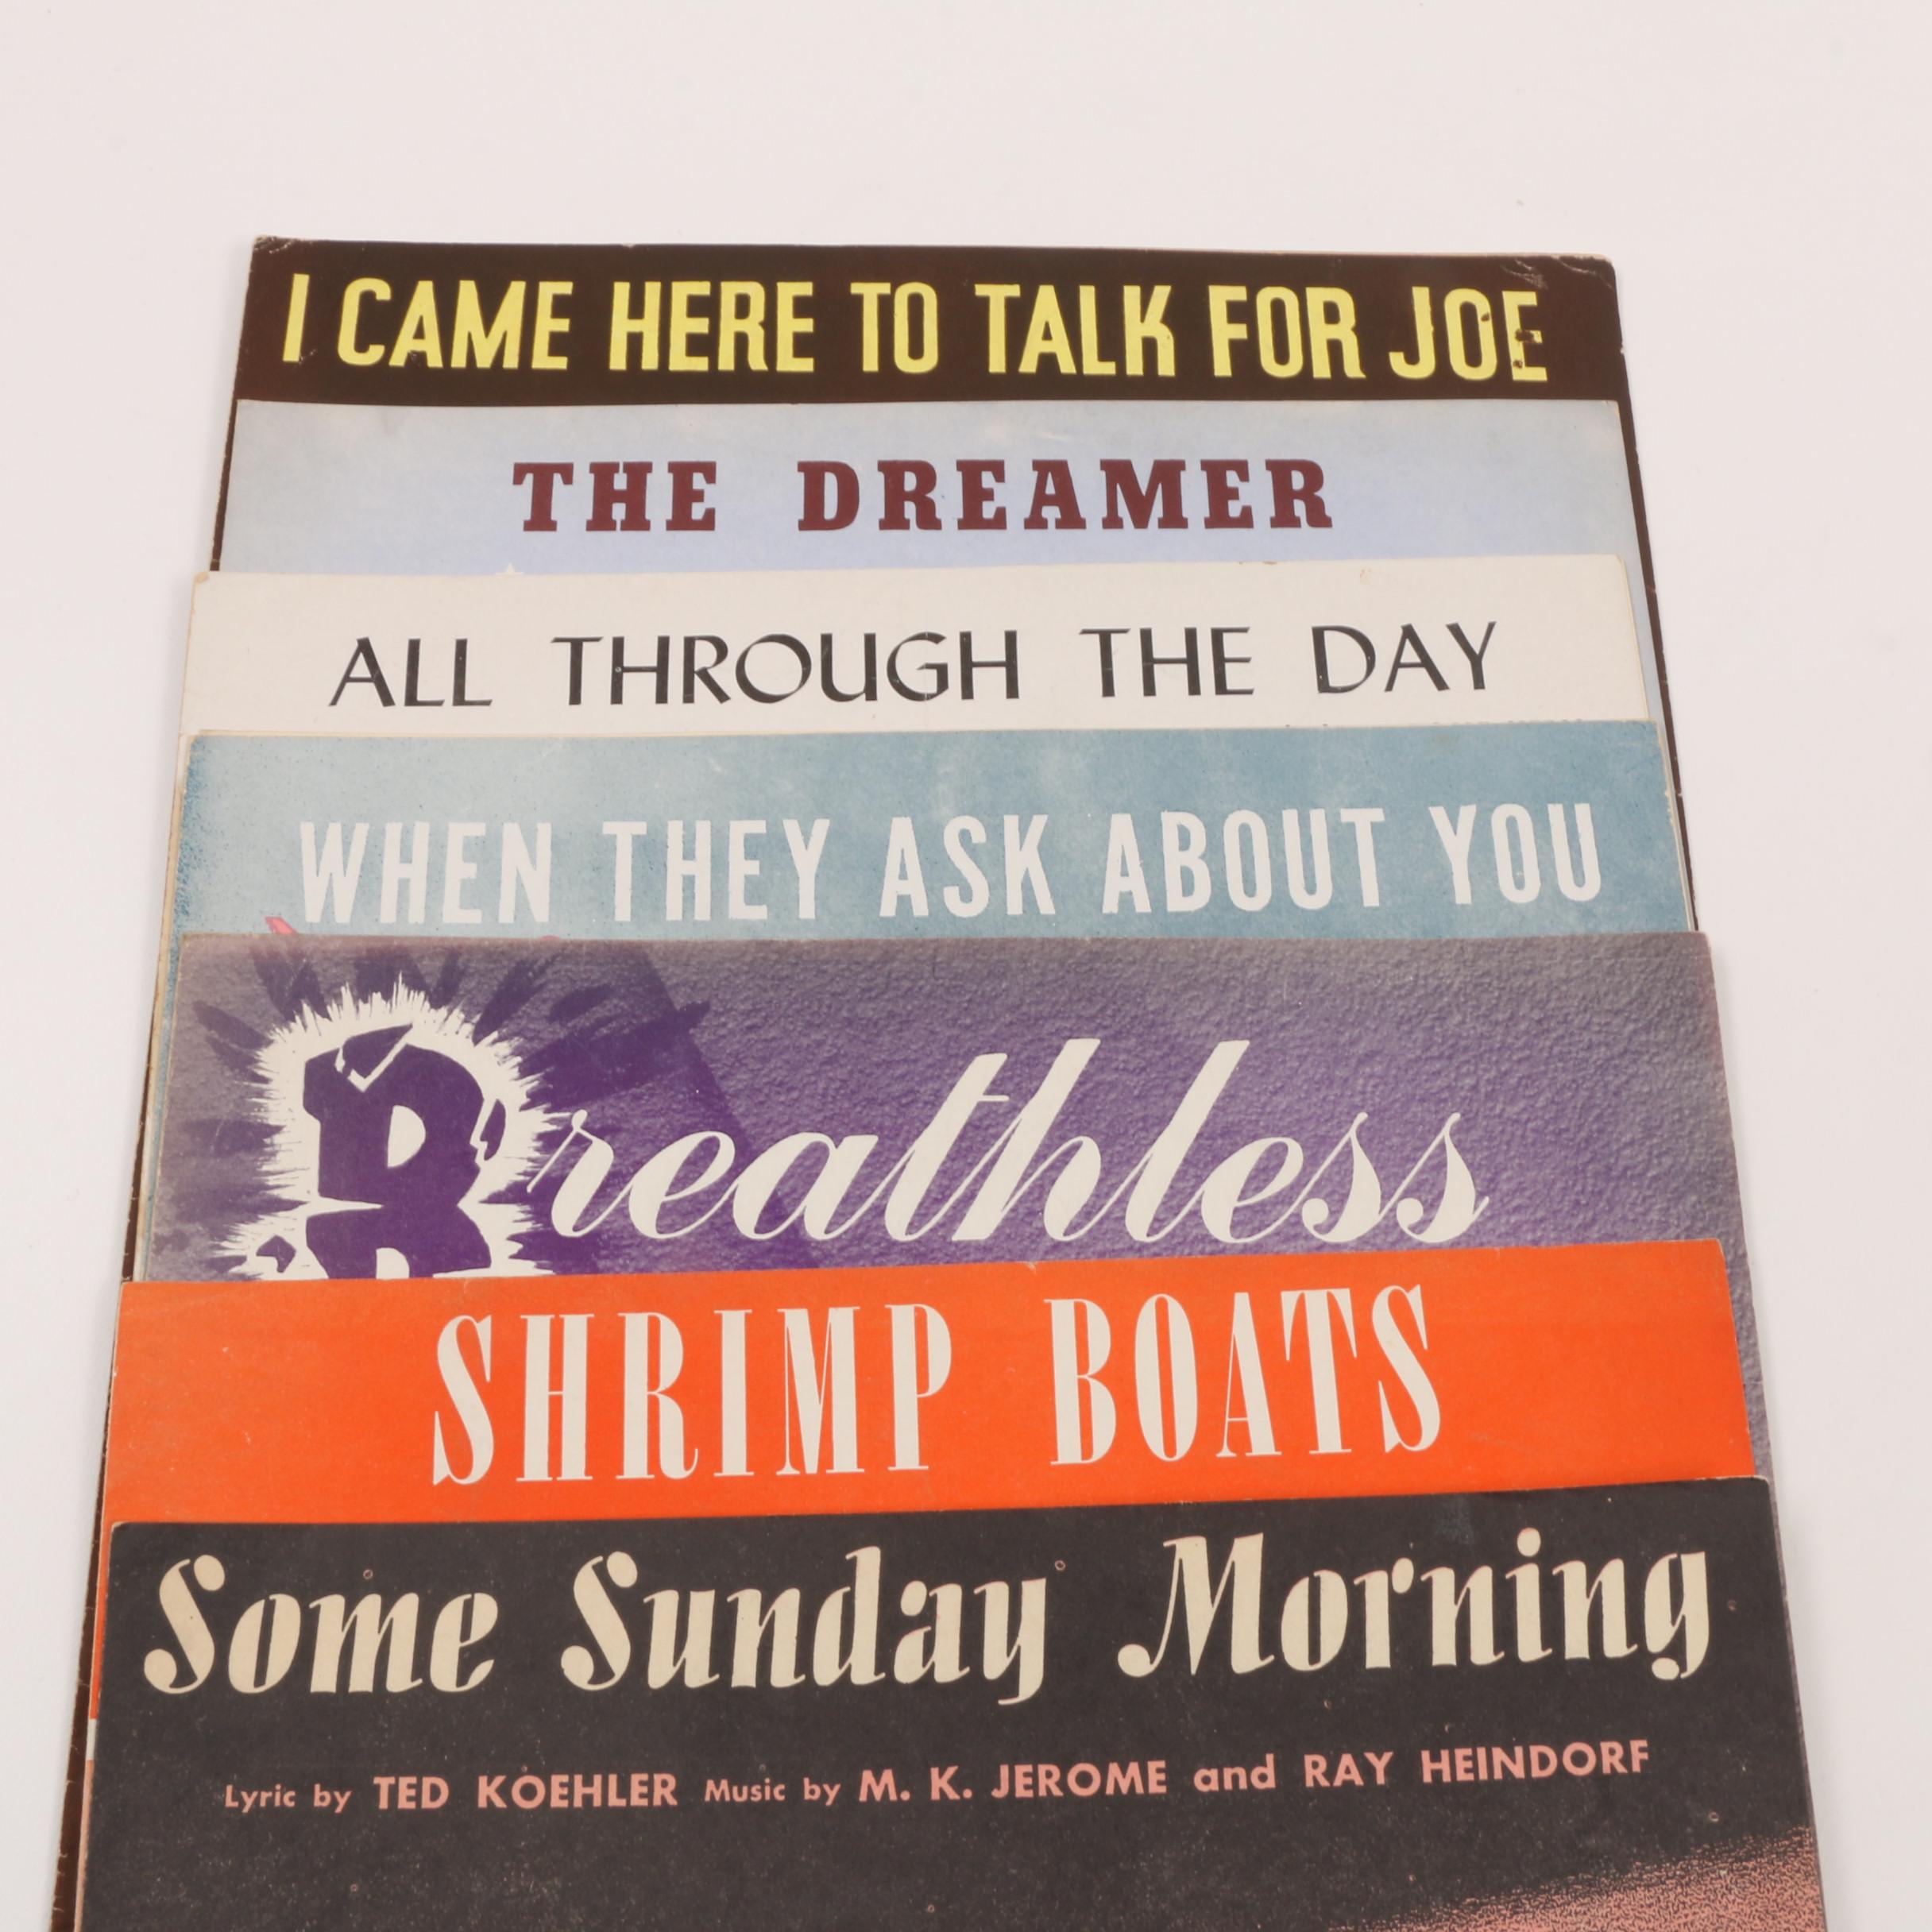 I CAME HERE TO TALK FOR JOE
THE DREAMER
ALL THROUGH THE DAY
WHEN THEY ASK ABOUT YOU
Breathless
SHRIMP BOATS
Some Sunday Morning
Lyric by TED KOEHLER Music by M. K. JEROME and RAY HEINDORF